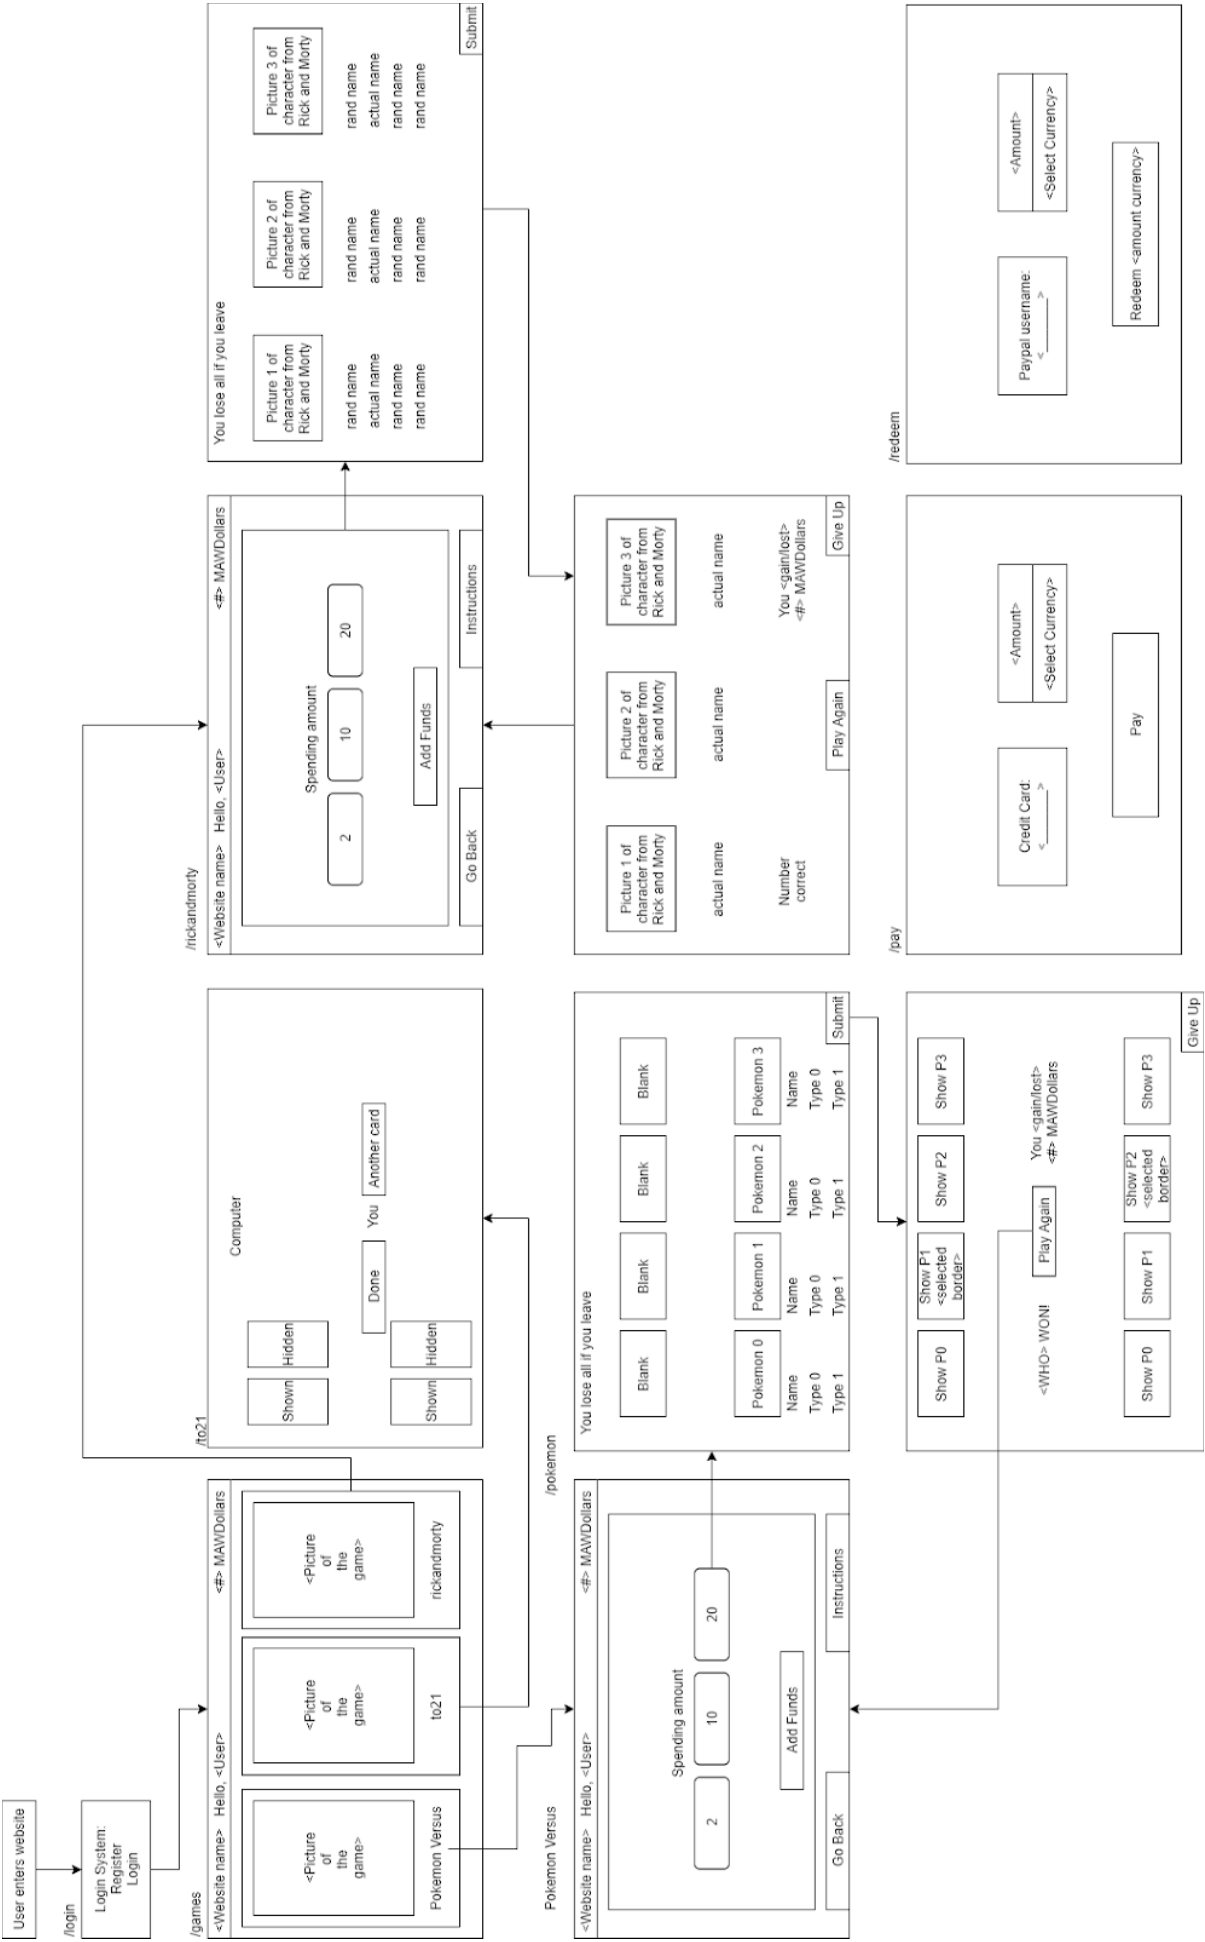 User enters website
/login
Login System:
Register
Login
/games
<Website name>   Hello, <User>
<#> MAWDollars
<Picture
of
the
game>
Pokemon Versus
<Picture
of
the
game>
to21
<Picture
of
the
game>
rickandmorty
/to21
Computer
Shown
Hidden
Done
You
Another card
Shown
Hidden
/rickandmorty
<Website name>   Hello, <User>
<#> MAWDollars
Spending amount
2
10
20
Add Funds
Go Back
Instructions
You lose all if you leave
Picture 1 of
character from
Rick and Morty
rand name
actual name
rand name
rand name
Picture 2 of
character from
Rick and Morty
rand name
actual name
rand name
rand name
Picture 3 of
character from
Rick and Morty
rand name
actual name
rand name
rand name
Submit
Pokemon Versus
/pokemon
<Website name>   Hello, <User>
<#> MAWDollars
Spending amount
2
10
20
Add Funds
Go Back
Instructions
You lose all if you leave
Blank
Blank
Blank
Blank
Pokemon 0
Name
Type 0
Type 1
Pokemon 1
Name
Type 0
Type 1
Pokemon 2
Name
Type 0
Type 1
Pokemon 3
Name
Type 0
Type 1
Submit
Picture 1 of
character from
Rick and Morty
actual name
Picture 2 of
character from
Rick and Morty
actual name
Picture 3 of
character from
Rick and Morty
actual name
Number
correct
You <gain/lost>
<#> MAWDollars
Play Again
Give Up
Show P0
Show P1
<selected
border>
Show P2
Show P3
<WHO> WON!
Play Again
You <gain/lost>
<#> MAWDollars
Show P0
Show P1
Show P2
<selected
border>
Show P3
Give Up
/pay
Credit Card:
<______>
<Amount>
<Select Currency>
Pay
/redeem
Paypal username:
<______>
<Amount>
<Select Currency>
Redeem <amount currency>